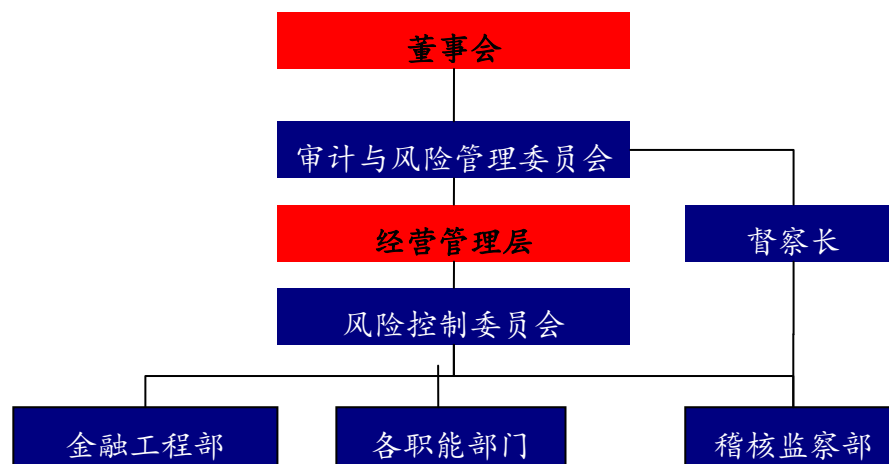 董事会
审计与风险管理委员会
经营管理层
督察长
风险控制委员会
金融工程部
各职能部门
稽核监察部